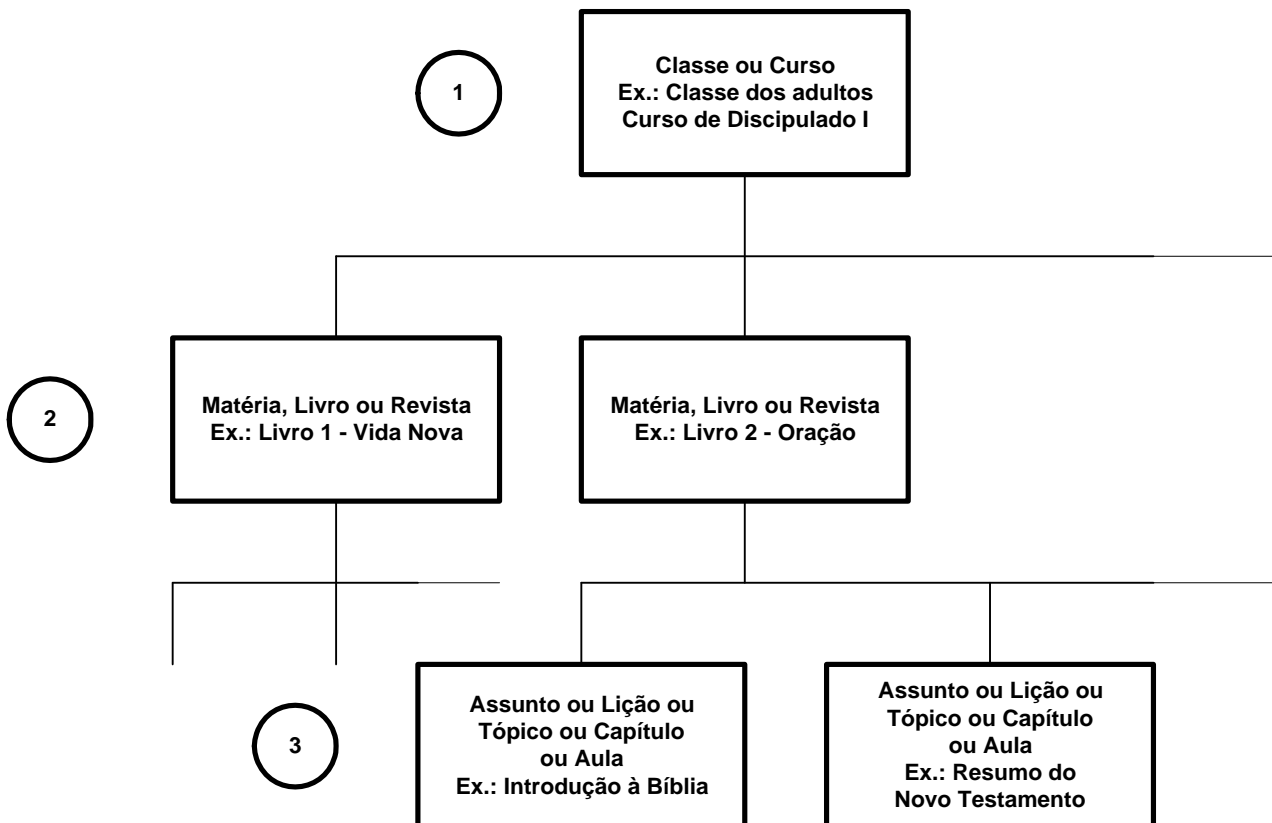 1
Classe ou Curso
Ex.: Classe dos adultos
Curso de Discipulado I
2
Matéria, Livro ou Revista
Ex.: Livro 1 - Vida Nova
Matéria, Livro ou Revista
Ex.: Livro 2 - Oração
3
Assunto ou Lição ou
Tópico ou Capítulo
ou Aula
Ex.: Introdução à Bíblia
Assunto ou Lição ou
Tópico ou Capítulo
ou Aula
Ex.: Resumo do
Novo Testamento